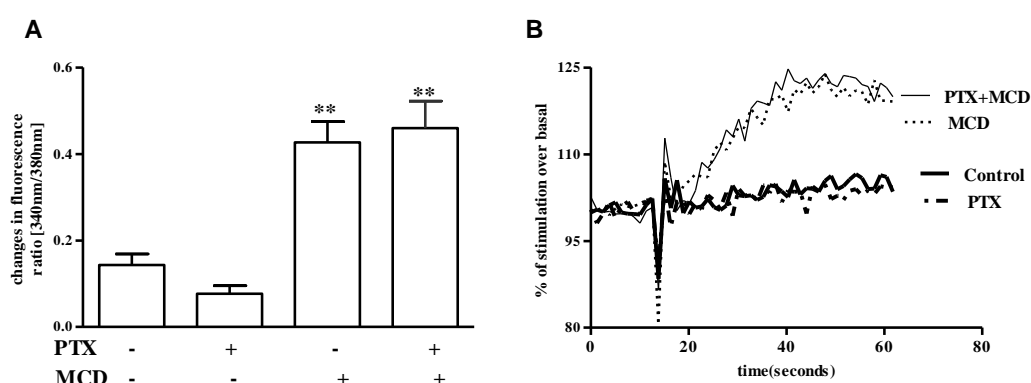 A
changes in fluorescence
ratio [340nm/380nm]
0.6
0.4
0.2
0.0
**
**
PTX - + - +
MCD - - + +
B
% of stimulation over basal
125
110
95
80
0 20 40 60 80
time(seconds)
PTX+MCD
MCD
Control
PTX